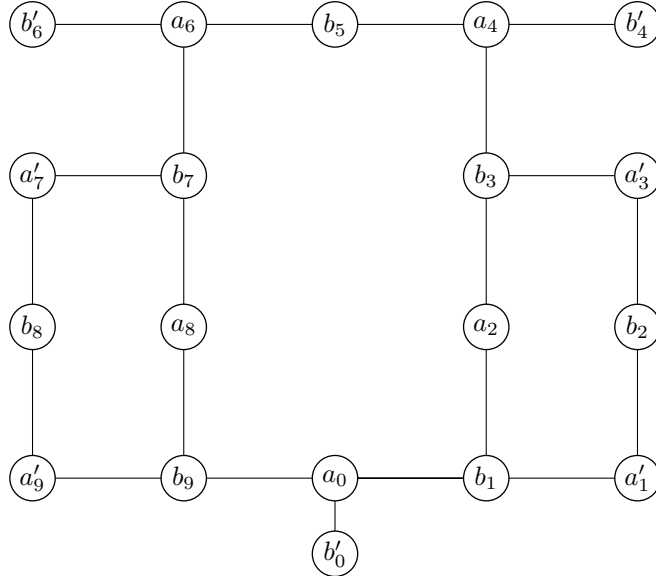 b′₆ a₆ b₅ a₄ b′₄
a′₇ b₇ b₃ a′₃
b₈ a₈ a₂ b₂
a′₉ b₉ a₀ b₁ a′₁
b′₀